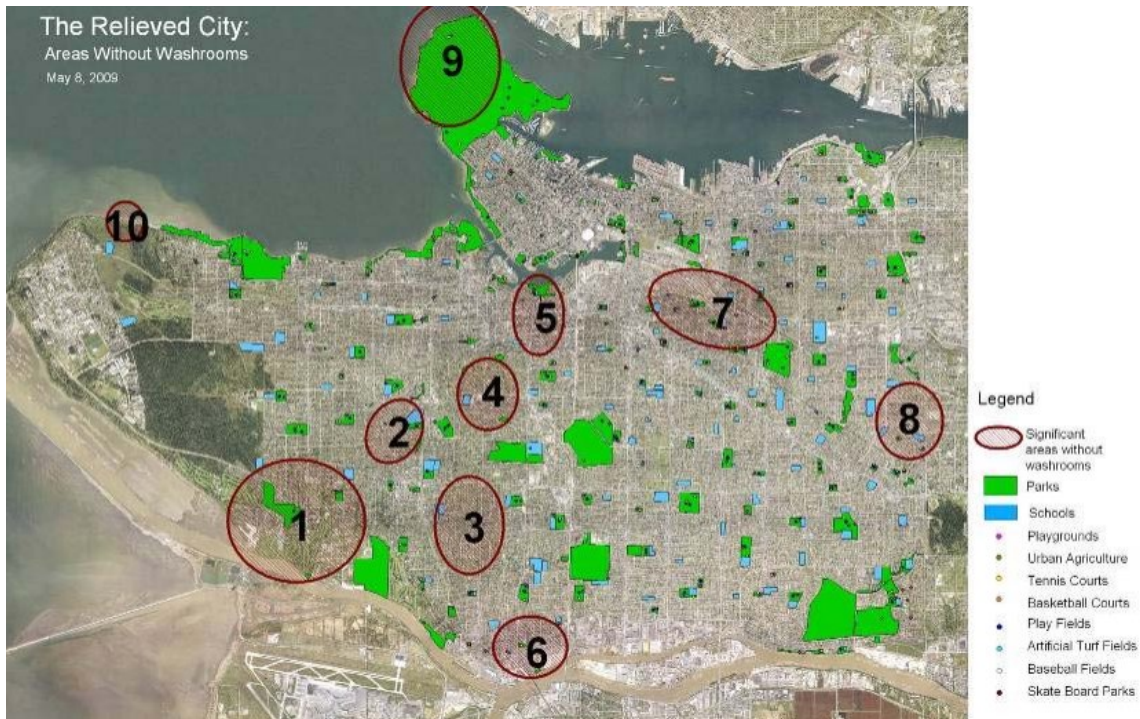 The Relieved City:
Areas Without Washrooms
May 8, 2009
9
10
5
7
4
2
8
1
3
6
Legend
Significant
areas without
washrooms
Parks
Schools
Playgrounds
Urban Agriculture
Tennis Courts
Basketball Courts
Play Fields
Artificial Turf Fields
Baseball Fields
Skate Board Parks